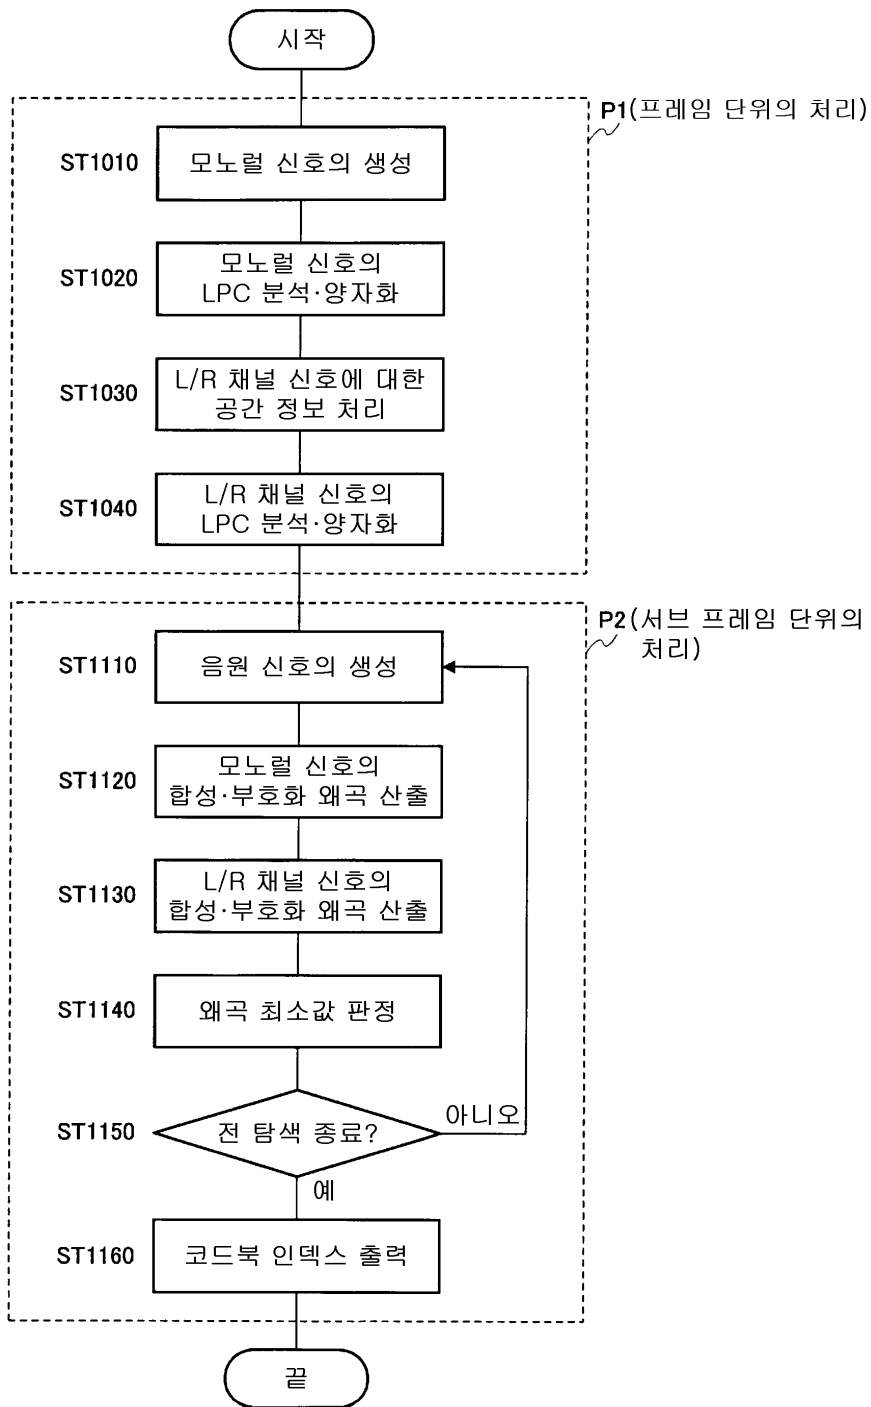 시작
P1(프레임 단위의 처리)
ST1010
모노럴 신호의 생성
ST1020
모노럴 신호의
LPC 분석·양자화
ST1030
L/R 채널 신호에 대한
공간 정보 처리
ST1040
L/R 채널 신호의
LPC 분석·양자화
P2(서브 프레임 단위의
처리)
ST1110
음원 신호의 생성
ST1120
모노럴 신호의
합성·부호화 왜곡 산출
ST1130
L/R 채널 신호의
합성·부호화 왜곡 산출
ST1140
왜곡 최소값 판정
ST1150
전 탐색 종료?
아니오
예
ST1160
코드북 인덱스 출력
끝